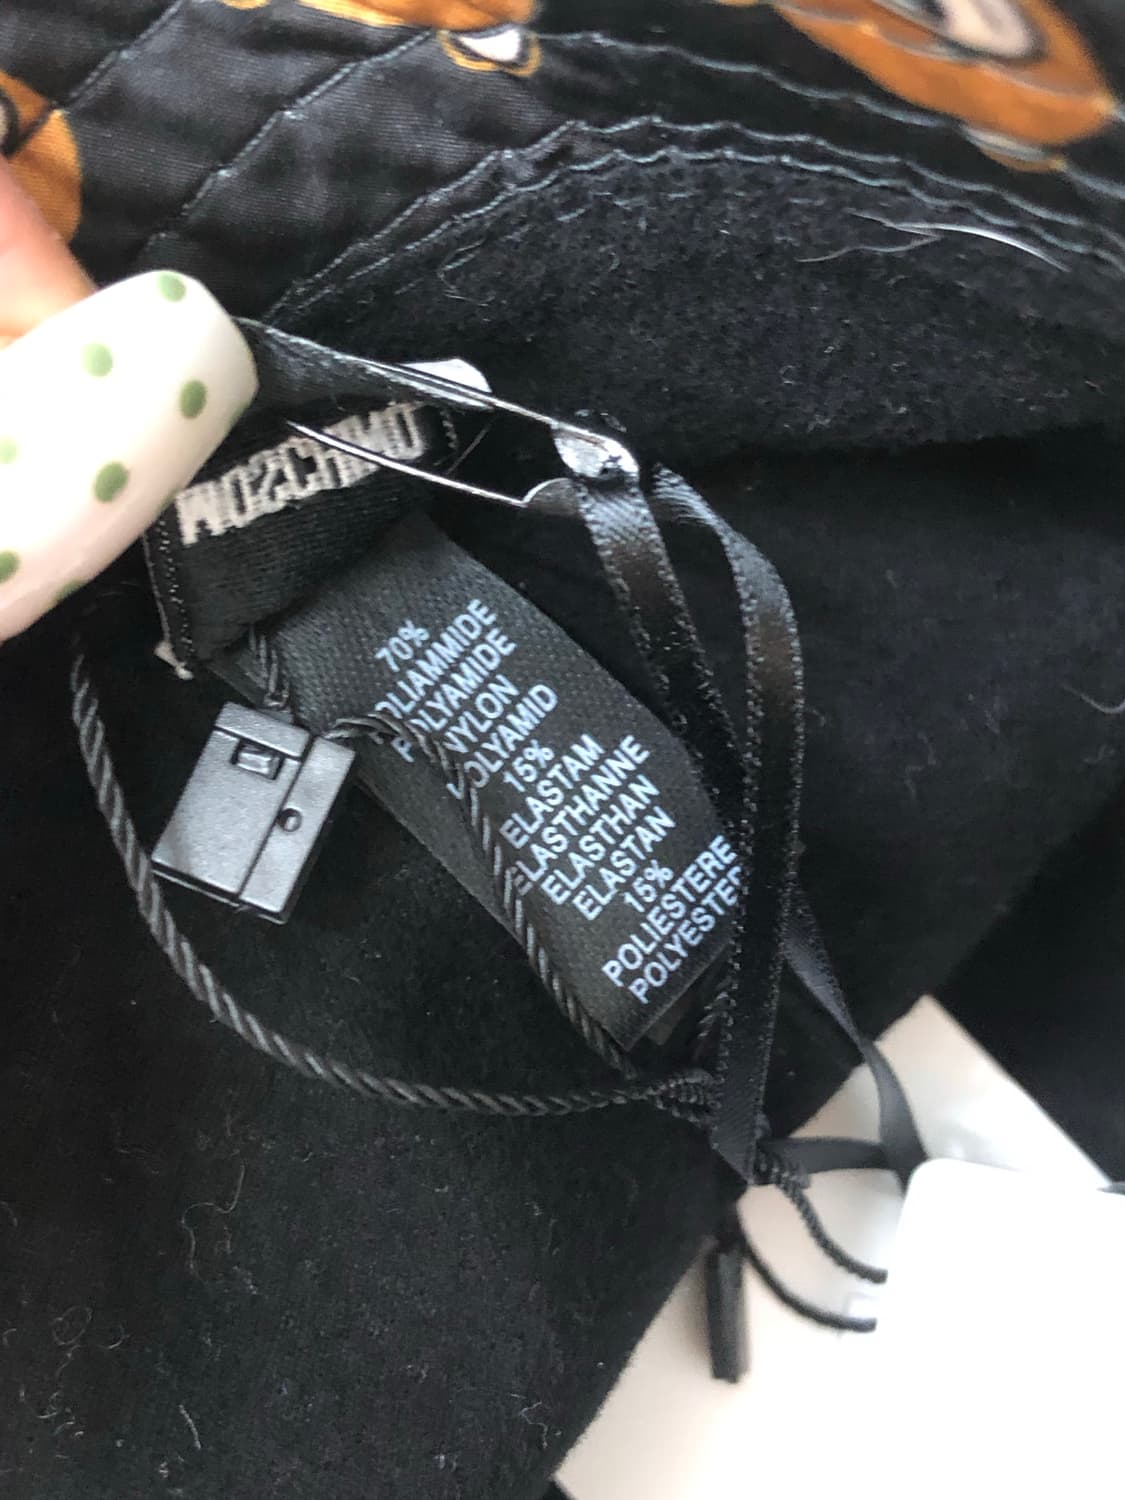 MOSCHINO
70%
POLIAMMIDE
POLYAMIDE
NYLON
POLYAMID
15%
ELASTAM
ELASTHANNE
ELASTHAN
ELASTAN
15%
POLIESTERE
POLYESTER